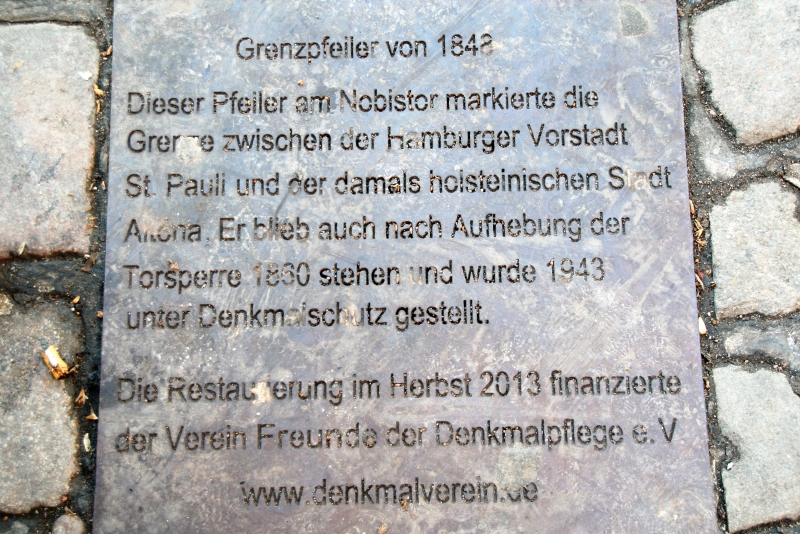 Grenzpfeiler von 1848
Dieser Pfeiler am Nobistor markierte die
Grenze zwischen der Hamburger Vorstadt
St. Pauli und der damals holsteinischen Stadt
Altona. Er blieb auch nach Aufhebung der
Torsperre 1860 stehen und wurde 1943
unter Denkmalschutz gestellt.
Die Restaurierung im Herbst 2013 finanzierte
der Verein Freunde der Denkmalpflege e.V
www.denkmalverein.de